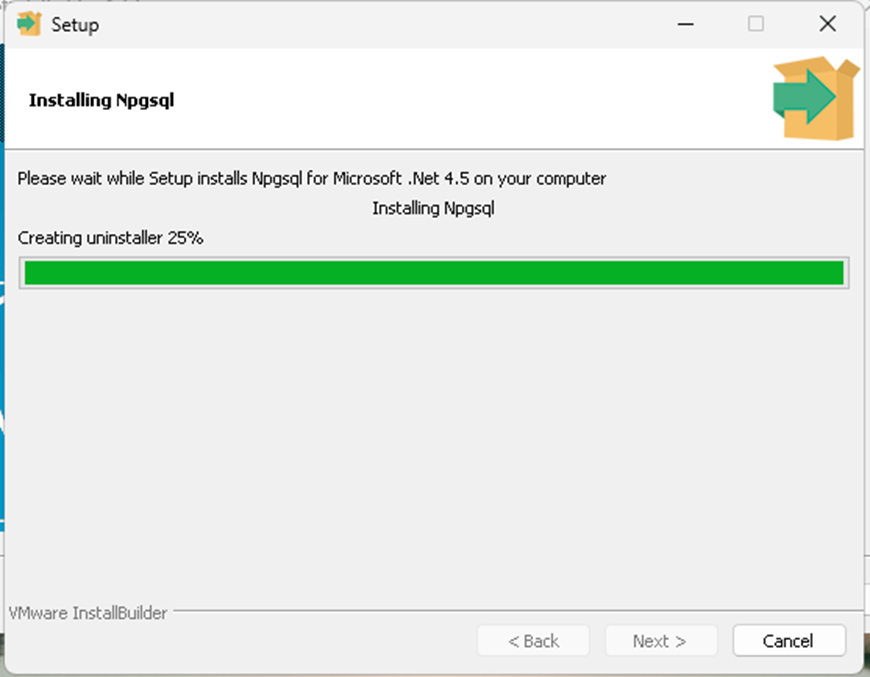 Setup
Installing Npgsql
Please wait while Setup installs Npgsql for Microsoft .Net 4.5 on your computer
Installing Npgsql
Creating uninstaller 25%
VMware InstallBuilder
< Back
Next >
Cancel